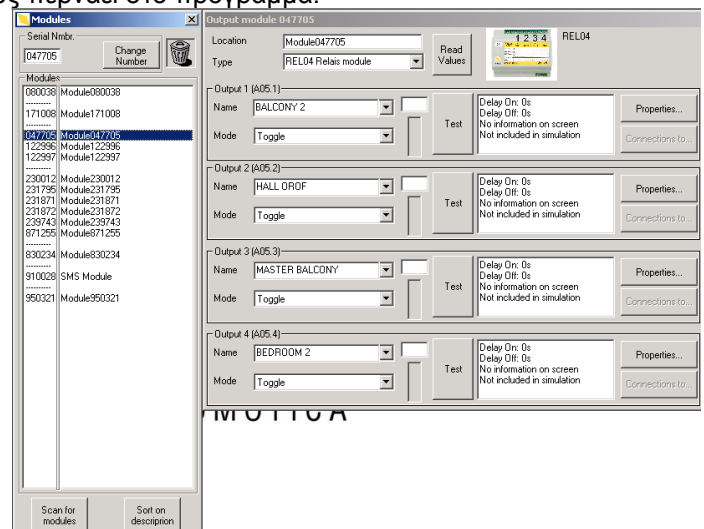 ς περνάει στο πρόγραμμα.
Modules
Serial Nmbr.
047705
Change Number
Modules
080038 Module080038
----------
171008 Module171008
----------
047705 Module047705
122996 Module122996
122997 Module122997
----------
230012 Module230012
231795 Module231795
231871 Module231871
231872 Module231872
239743 Module239743
871255 Module871255
----------
830234 Module830234
----------
910028 SMS Module
----------
950321 Module950321
Scan for modules
Sort on descriprion
Output module 047705
Location Module047705
Type REL04 Relais module
Read Values
1 2 3 4
REL04
Output 1 (A05.1)
Name BALCONY 2
Mode Toggle
Test
Delay On: 0s
Delay Off: 0s
No information on screen
Not included in simulation
Properties...
Connections to...
Output 2 (A05.2)
Name HALL OROF
Mode Toggle
Test
Delay On: 0s
Delay Off: 0s
No information on screen
Not included in simulation
Properties...
Connections to...
Output 3 (A05.3)
Name MASTER BALCONY
Mode Toggle
Test
Delay On: 0s
Delay Off: 0s
No information on screen
Not included in simulation
Properties...
Connections to...
Output 4 (A05.4)
Name BEDROOM 2
Mode Toggle
Test
Delay On: 0s
Delay Off: 0s
No information on screen
Not included in simulation
Properties...
Connections to...